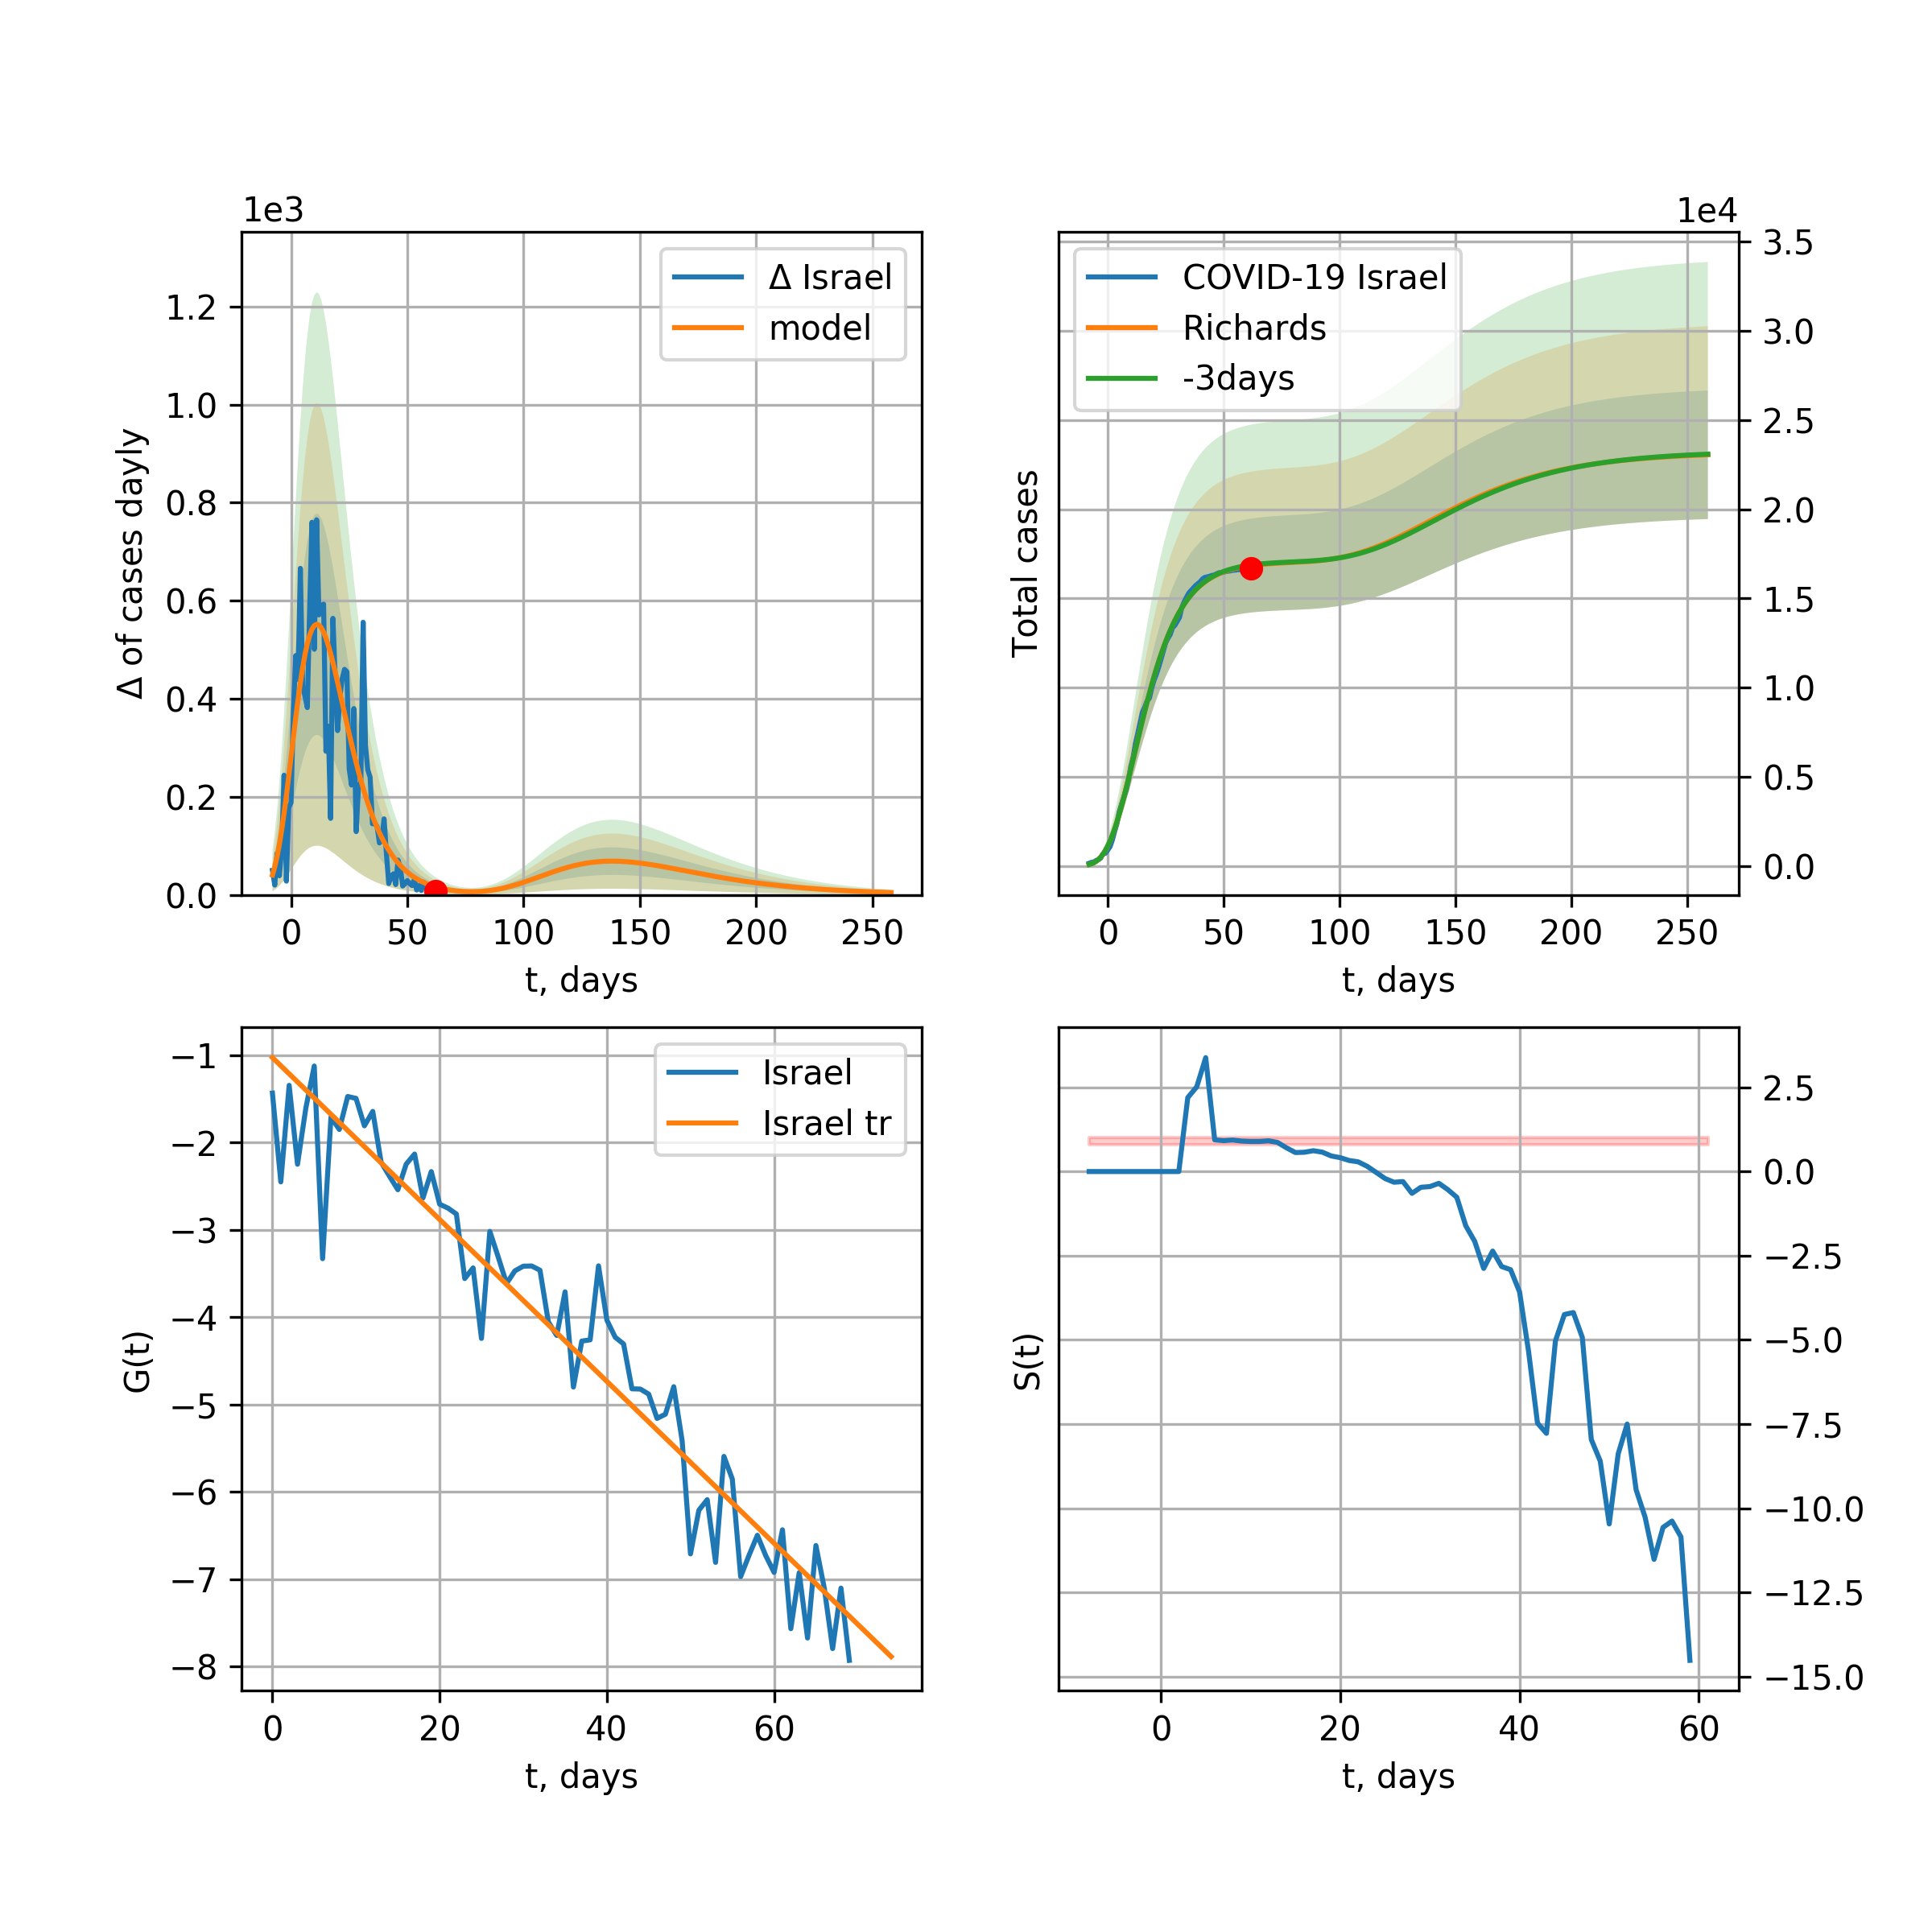 1e3
Δ of cases dayly
1.2
1.0
0.8
0.6
0.4
0.2
0.0
Δ Israel
model
0 50 100 150 200 250
t, days
1e4
COVID-19 Israel
Richards
-3days
Total cases
3.5
3.0
2.5
2.0
1.5
1.0
0.5
0.0
0 50 100 150 200 250
t, days
G(t)
−1
−2
−3
−4
−5
−6
−7
−8
Israel
Israel tr
0 20 40 60
t, days
S(t)
2.5
0.0
−2.5
−5.0
−7.5
−10.0
−12.5
−15.0
0 20 40 60
t, days